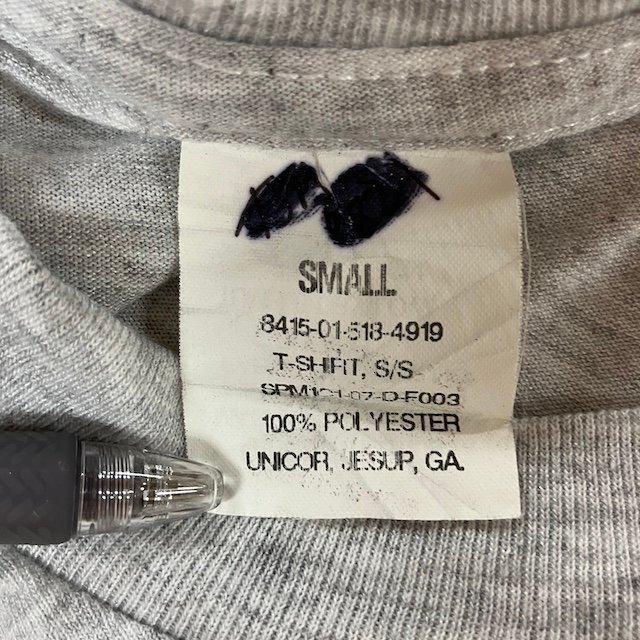 SMALL
8415-01-518-4919
T-SHIRT, S/S
100% POLYESTER
UNICOR, JESUP, GA.